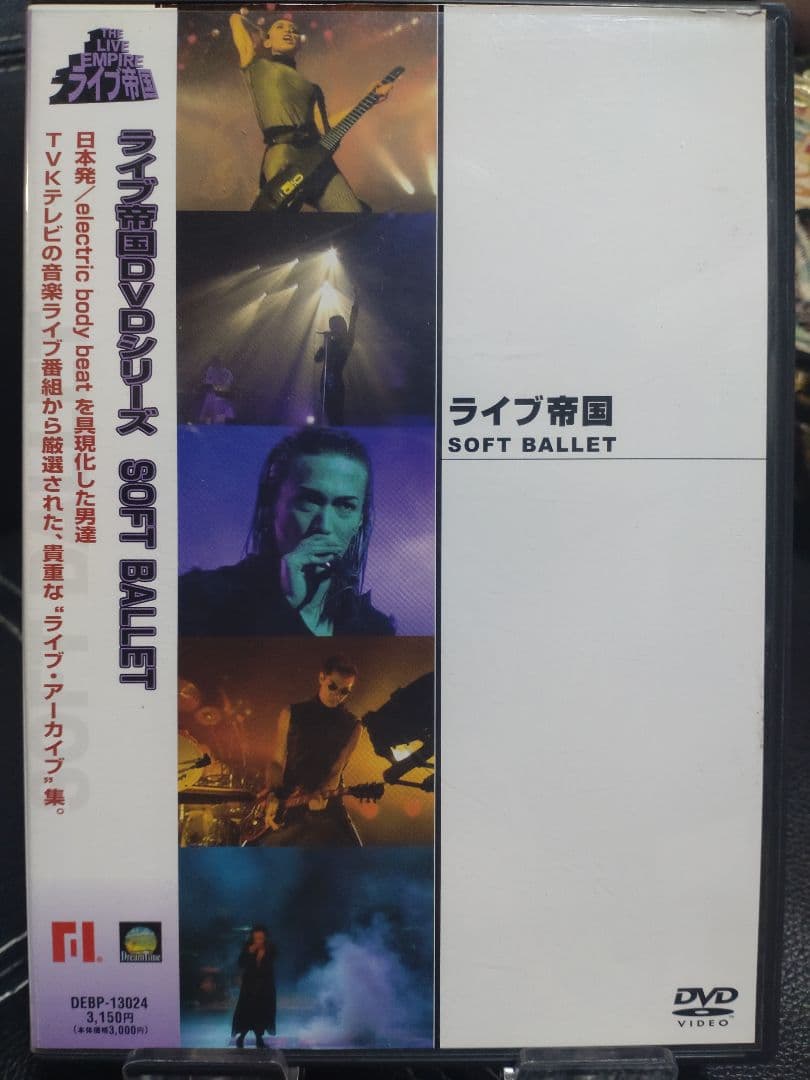 THE
LIVE
EMPIRE
ライブ帝国
ライブ帝国DVDシリーズ SOFT BALLET
日本発/electric body beat を具現化した男達
TVKテレビの音楽ライブ番組から厳選された、貴重な“ライブ・アーカイブ”集。
DreamTime
DEBP-13024
3,150円
(本体価格3,000円)
ライブ帝国
SOFT BALLET
DVD
VIDEO